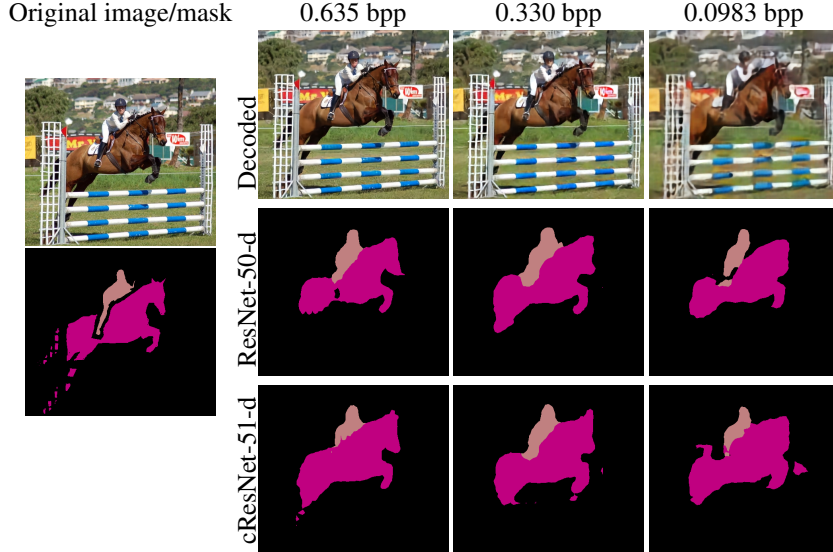 Original image/mask
0.635 bpp
0.330 bpp
0.0983 bpp
Decoded
ResNet-50-d
cResNet-51-d